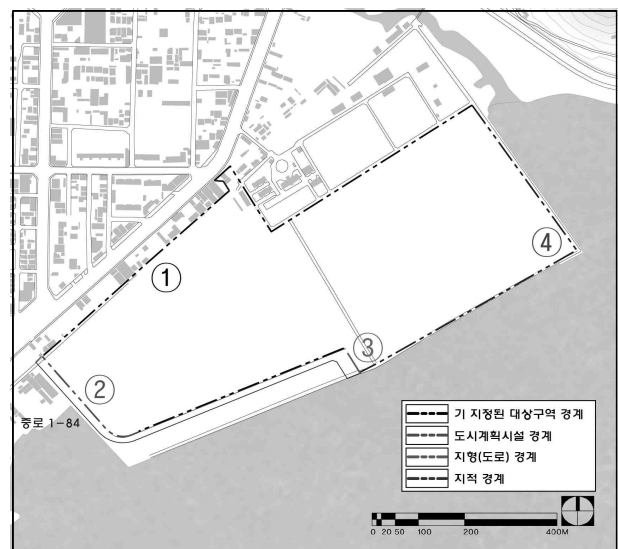 ①
④
③
②
중로 1-84
기 지정된 대상구역 경계
도시계획시설 경계
지형(도로) 경계
지적 경계
0 20 50 100 200 400M